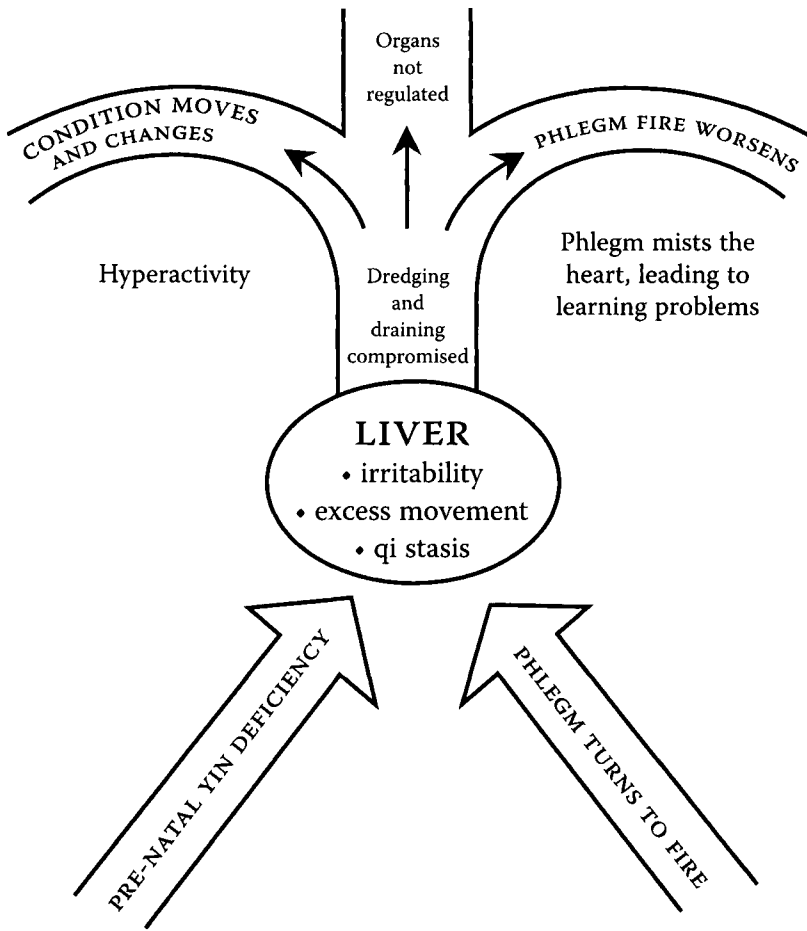 Organs
not
regulated
CONDITION MOVES
AND CHANGES
PHLEGM FIRE WORSENS
Hyperactivity
Dredging
and
draining
compromised
Phlegm mists the
heart, leading to
learning problems
LIVER
• irritability
• excess movement
• qi stasis
PRE-NATAL YIN DEFICIENCY
PHLEGM TURNS TO FIRE